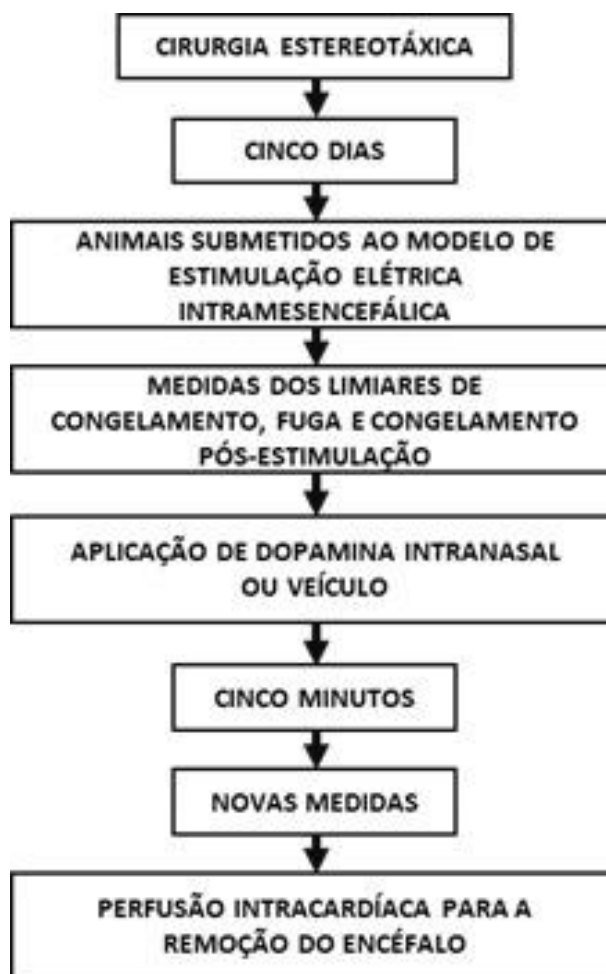 CIRURGIA ESTEREOTÁXICA
CINCO DIAS
ANIMAIS SUBMETIDOS AO MODELO DE
ESTIMULAÇÃO ELÉTRICA
INTRAMESENCEFÁLICA
MEDIDAS DOS LIMIARES DE
CONGELAMENTO, FUGA E CONGELAMENTO
PÓS-ESTIMULAÇÃO
APLICAÇÃO DE DOPAMINA INTRANASAL
OU VEÍCULO
CINCO MINUTOS
NOVAS MEDIDAS
PERFUSÃO INTRACARDÍACA PARA A
REMOÇÃO DO ENCÉFALO